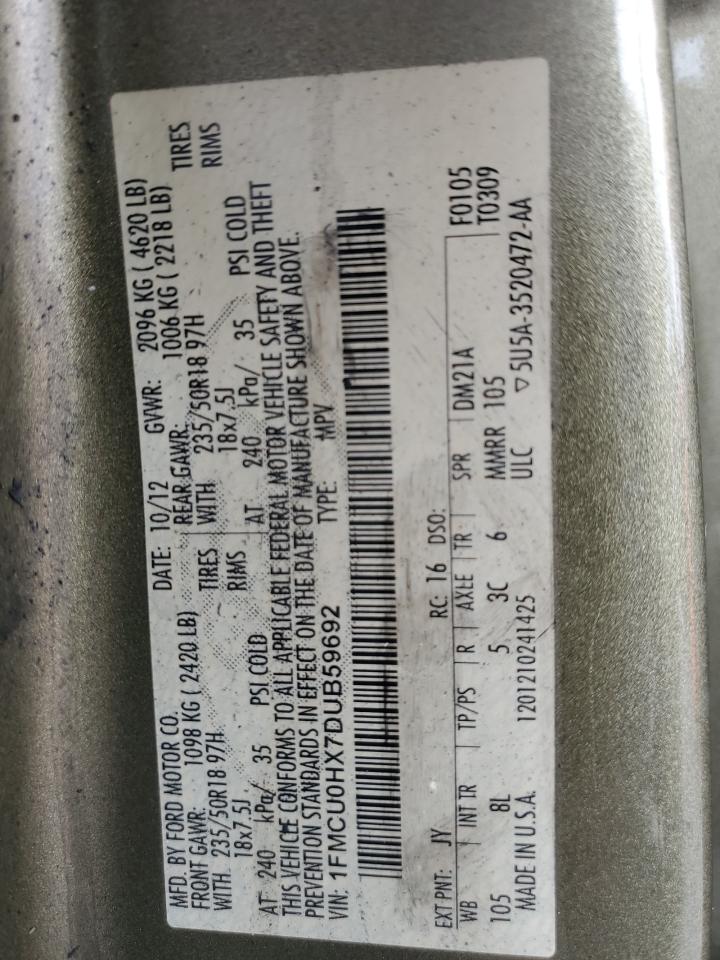 MFD. BY FORD MOTOR CO. DATE: 10/12 GVWR: 2096 KG ( 4620 LB)
FRONT GAWR: 1098 KG ( 2420 LB) REAR GAWR: 1006 KG ( 2218 LB)
WITH 235/50R18 97H TIRES WITH 235/50R18 97H TIRES
18x7.5J RIMS 18x7.5J RIMS
AT 240 kPa/ 35 PSI COLD AT 240 kPa/ 35 PSI COLD
THIS VEHICLE CONFORMS TO ALL APPLICABLE FEDERAL MOTOR VEHICLE SAFETY AND THEFT
PREVENTION STANDARDS IN EFFECT ON THE DATE OF MANUFACTURE SHOWN ABOVE.
VIN: 1FMCU0HX7DUB59692 TYPE: MPV
EXT PNT: JY RC: 16 DSO: F0105
WB INT TR TP/PS R AXLE TR SPR DM21A T0309
105 8L 5 3C 6 MMRR 105
MADE IN U.S.A. 1201210241425 ULC ▽5U5A-3520472-AA